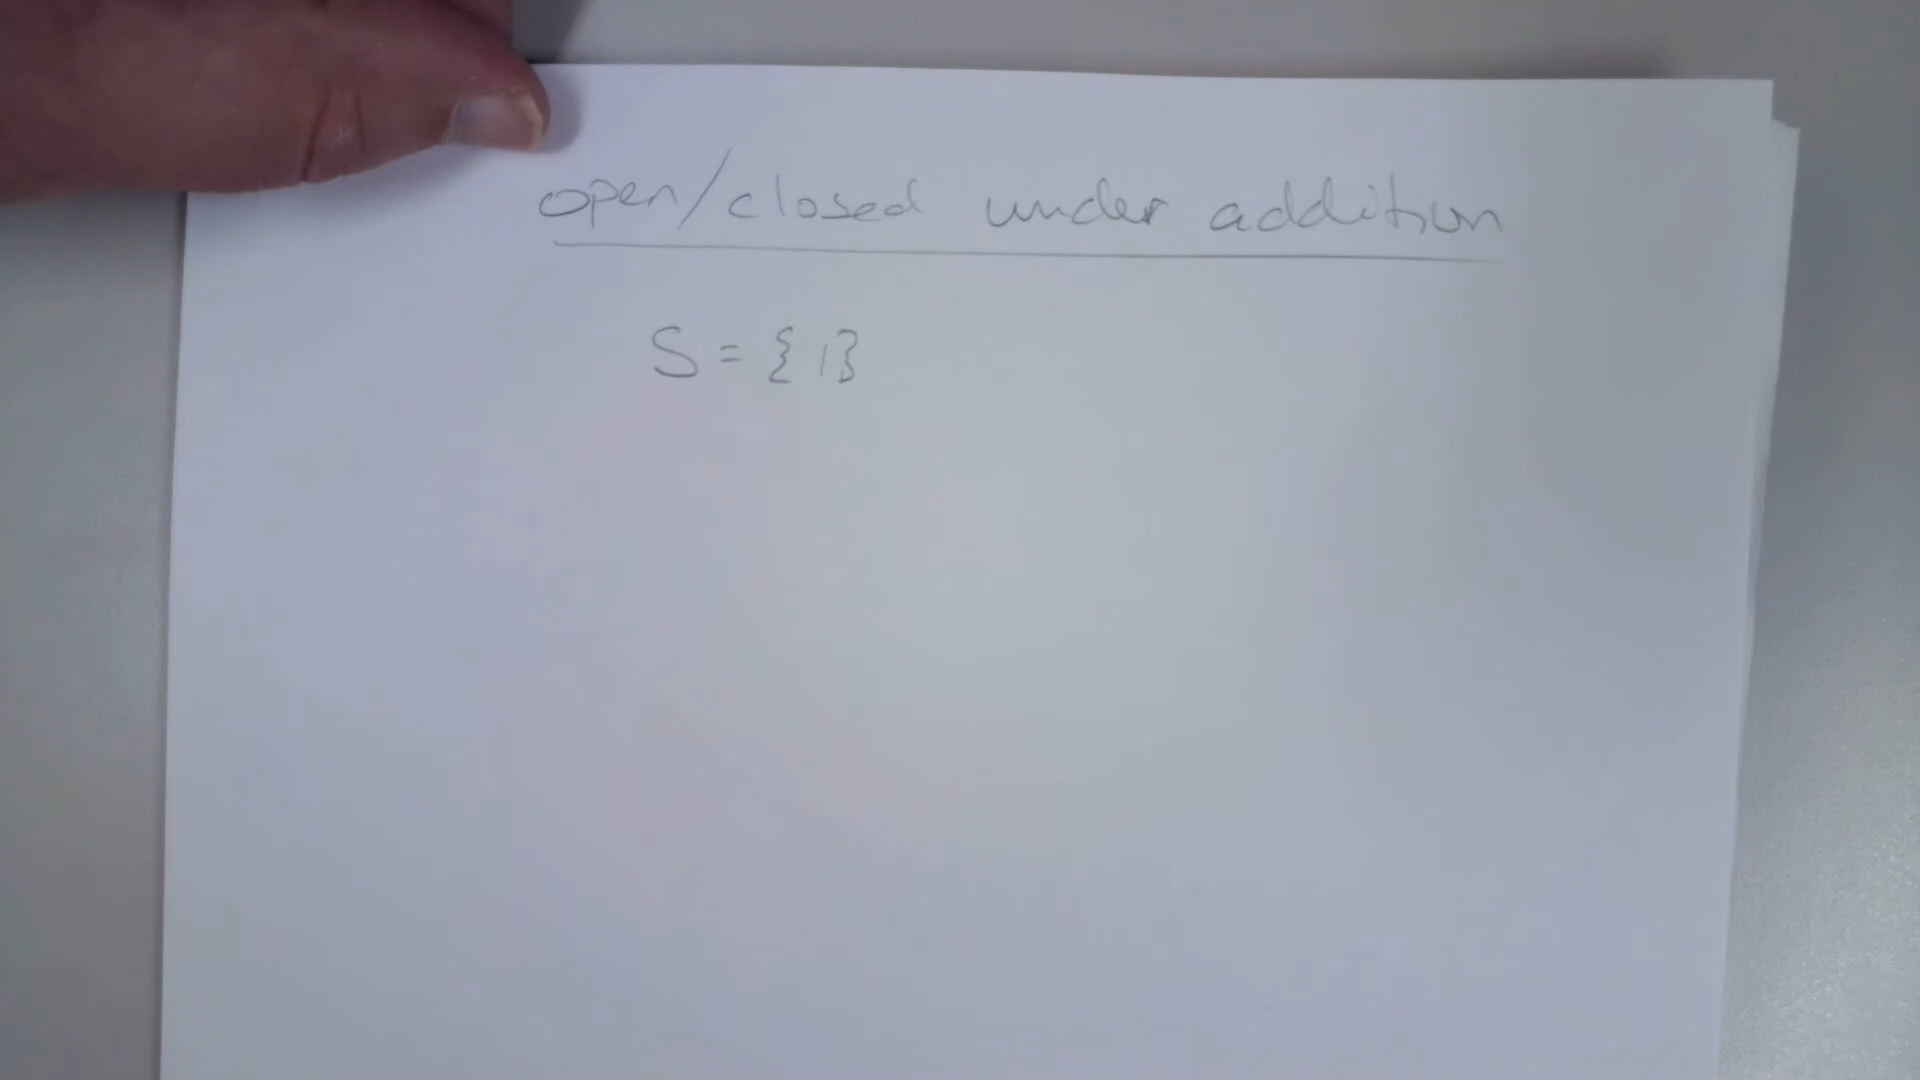 open/closed under addition
S = { 1}